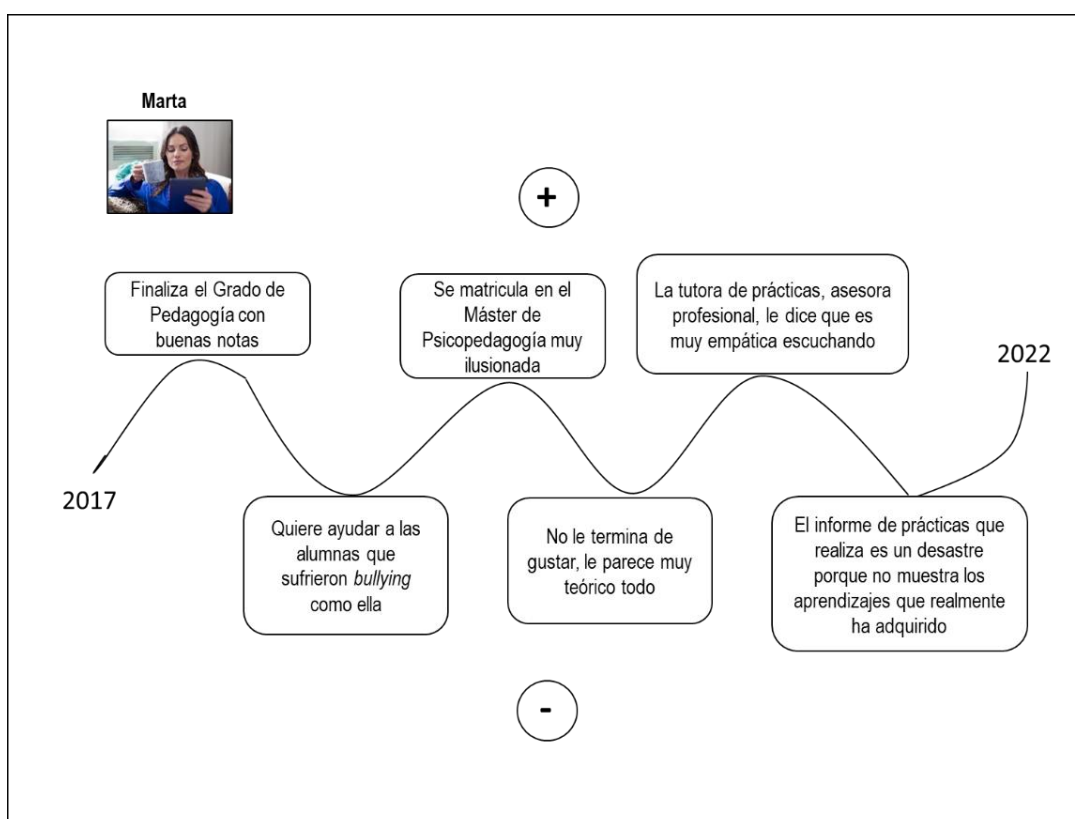 Marta
+
Finaliza el Grado de
Pedagogía con
buenas notas
Se matricula en el
Máster de
Psicopedagogía muy
ilusionada
La tutora de prácticas, asesora
profesional, le dice que es
muy empática escuchando
2022
2017
Quiere ayudar a las
alumnas que
sufrieron bullying
como ella
No le termina de
gustar, le parece muy
teórico todo
El informe de prácticas que
realiza es un desastre
porque no muestra los
aprendizajes que realmente
ha adquirido
-